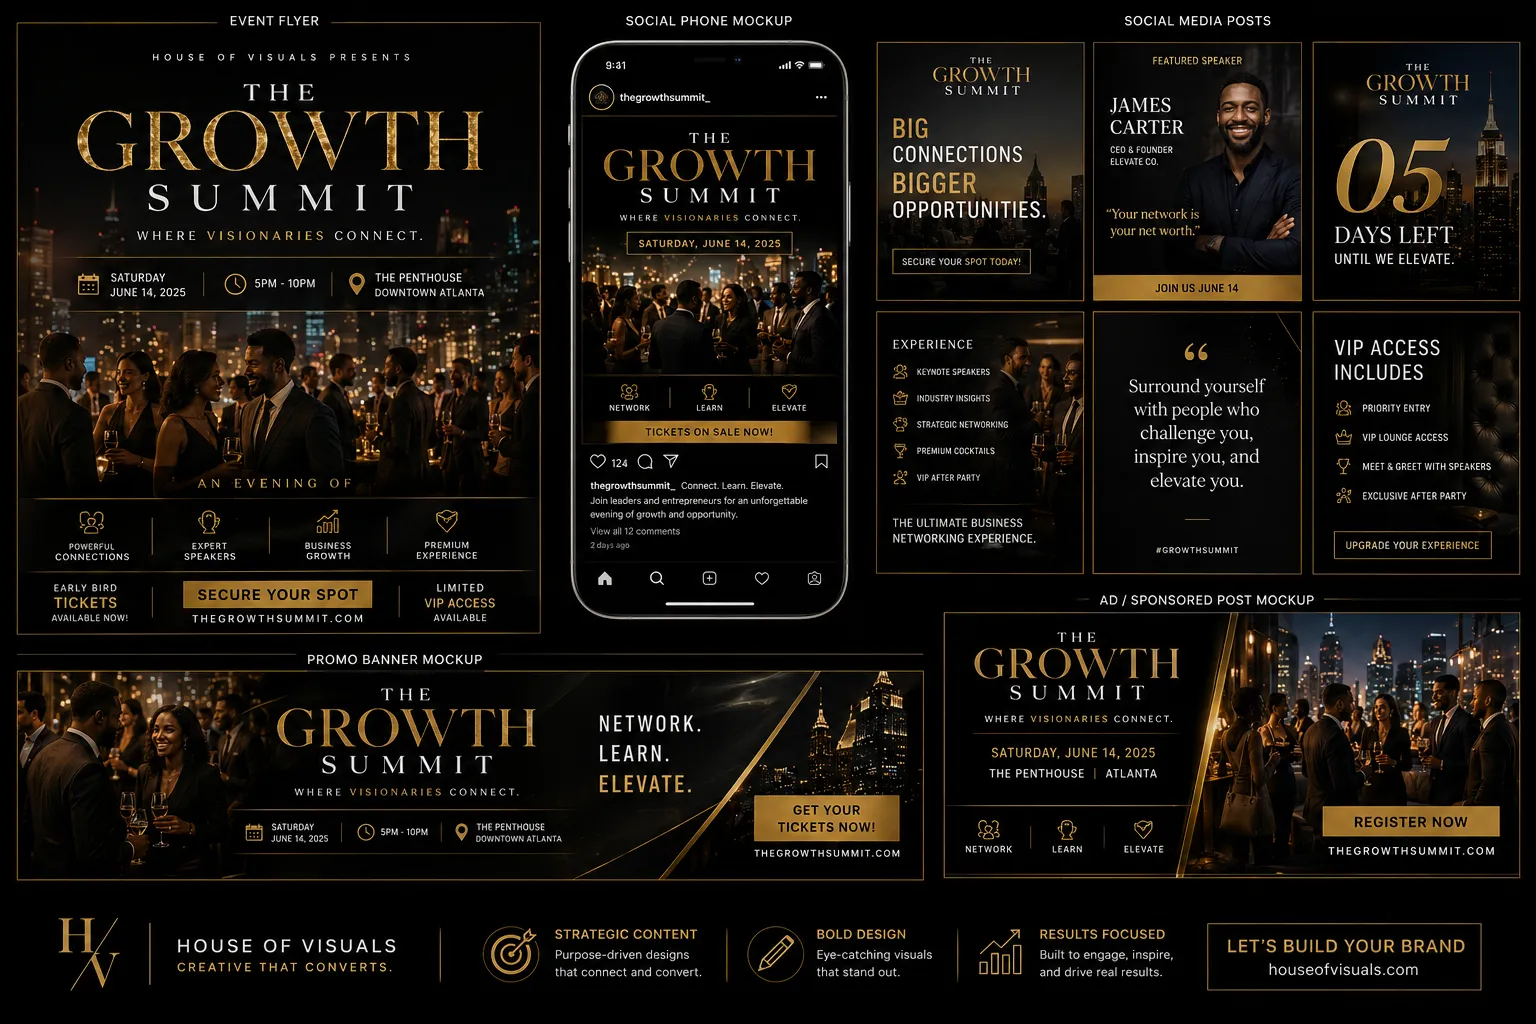 EVENT FLYER
HOUSE OF VISUALS PRESENTS
THE
GROWTH
SUMMIT
WHERE VISIONARIES CONNECT.
SATURDAY
JUNE 14, 2025
5PM - 10PM
THE PENTHOUSE
DOWNTOWN ATLANTA
AN EVENING OF
POWERFUL
CONNECTIONS
EXPERT
SPEAKERS
BUSINESS
GROWTH
PREMIUM
EXPERIENCE
EARLY BIRD
TICKETS
AVAILABLE NOW!
SECURE YOUR SPOT
THEGROWTHSUMMIT.COM
LIMITED
VIP ACCESS
AVAILABLE
SOCIAL PHONE MOCKUP
9:31
thegrowthsummit_
THE
GROWTH
SUMMIT
WHERE VISIONARIES CONNECT.
SATURDAY, JUNE 14, 2025
NETWORK
LEARN
ELEVATE
TICKETS ON SALE NOW!
124
thegrowthsummit_ Connect. Learn. Elevate.
Join leaders and entrepreneurs for an unforgettable
evening of growth and opportunity.
View all 12 comments
2 days ago
SOCIAL MEDIA POSTS
THE
GROWTH
SUMMIT
BIG
CONNECTIONS
BIGGER
OPPORTUNITIES.
SECURE YOUR SPOT TODAY!
FEATURED SPEAKER
JAMES
CARTER
CEO & FOUNDER
ELEVATE CO.
“Your network is
your net worth.”
JOIN US JUNE 14
THE
GROWTH
SUMMIT
05
DAYS LEFT
UNTIL WE ELEVATE.
EXPERIENCE
KEYNOTE SPEAKERS
INDUSTRY INSIGHTS
STRATEGIC NETWORKING
PREMIUM COCKTAILS
VIP AFTER PARTY
THE ULTIMATE BUSINESS
NETWORKING EXPERIENCE.
“
Surround yourself
with people who
challenge you,
inspire you, and
elevate you.
#GROWTHSUMMIT
VIP ACCESS
INCLUDES
PRIORITY ENTRY
VIP LOUNGE ACCESS
MEET & GREET WITH SPEAKERS
EXCLUSIVE AFTER PARTY
UPGRADE YOUR EXPERIENCE
PROMO BANNER MOCKUP
THE
GROWTH
SUMMIT
WHERE VISIONARIES CONNECT.
SATURDAY
JUNE 14, 2025
5PM - 10PM
THE PENTHOUSE
DOWNTOWN ATLANTA
NETWORK.
LEARN.
ELEVATE.
GET YOUR
TICKETS NOW!
THEGROWTHSUMMIT.COM
AD / SPONSORED POST MOCKUP
THE
GROWTH
SUMMIT
WHERE VISIONARIES CONNECT.
SATURDAY, JUNE 14, 2025
THE PENTHOUSE | ATLANTA
NETWORK
LEARN
ELEVATE
REGISTER NOW
THEGROWTHSUMMIT.COM
H/V
HOUSE OF VISUALS
CREATIVE THAT CONVERTS.
STRATEGIC CONTENT
Purpose-driven designs
that connect and convert.
BOLD DESIGN
Eye-catching visuals
that stand out.
RESULTS FOCUSED
Built to engage, inspire,
and drive real results.
LET'S BUILD YOUR BRAND
houseofvisuals.com